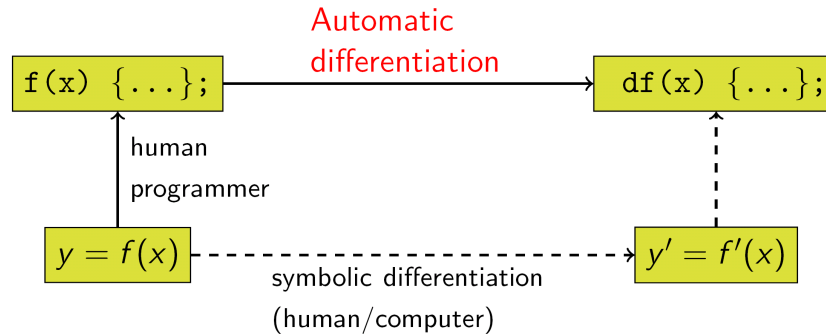 Automatic
differentiation
f(x) {...};
df(x) {...};
human
programmer
y = f(x)
y′ = f′(x)
symbolic differentiation
(human/computer)